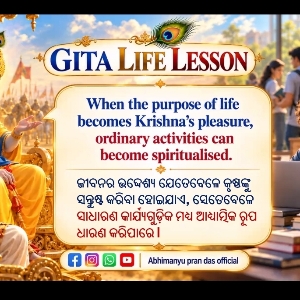 GITA LIFE LESSON
When the purpose of life
becomes Krishna's pleasure,
ordinary activities can
become spiritualised.
ଜୀବନର ଉଦ୍ଦେଶ୍ୟ ଯେତେବେଳେ କୃଷ୍ଣଙ୍କୁ
ସନ୍ତୁଷ୍ଟ କରିବା ହୋଇଯାଏ, ସେତେବେଳେ
ସାଧାରଣ କାର୍ଯ୍ୟଗୁଡ଼ିକ ମଧ୍ୟ ଆଧ୍ୟାତ୍ମିକ ରୂପ
ଧାରଣ କରିପାରେ।
Abhimanyu pran das official